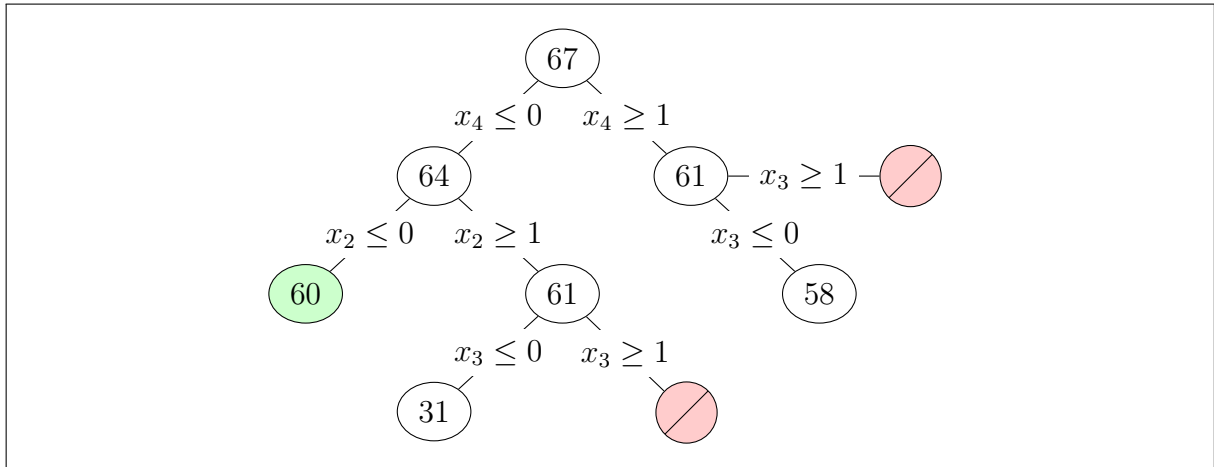 67
x₄ ≤ 0 x₄ ≥ 1
64 61 x₃ ≥ 1
x₂ ≤ 0 x₂ ≥ 1 x₃ ≤ 0
60 61 58
x₃ ≤ 0 x₃ ≥ 1
31